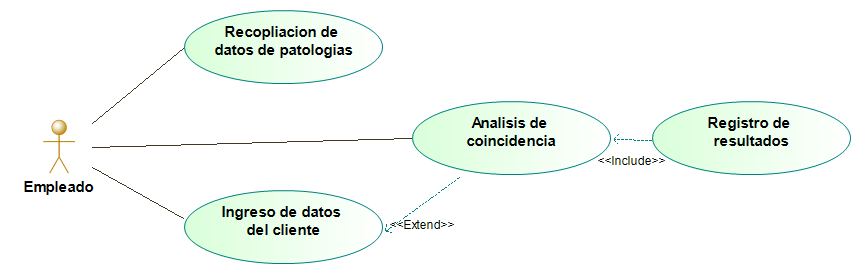 Recopliacion de
datos de patologias
Analisis de
coincidencia
Registro de
resultados
<<Include>>
Empleado
Ingreso de datos
del cliente
<<Extend>>